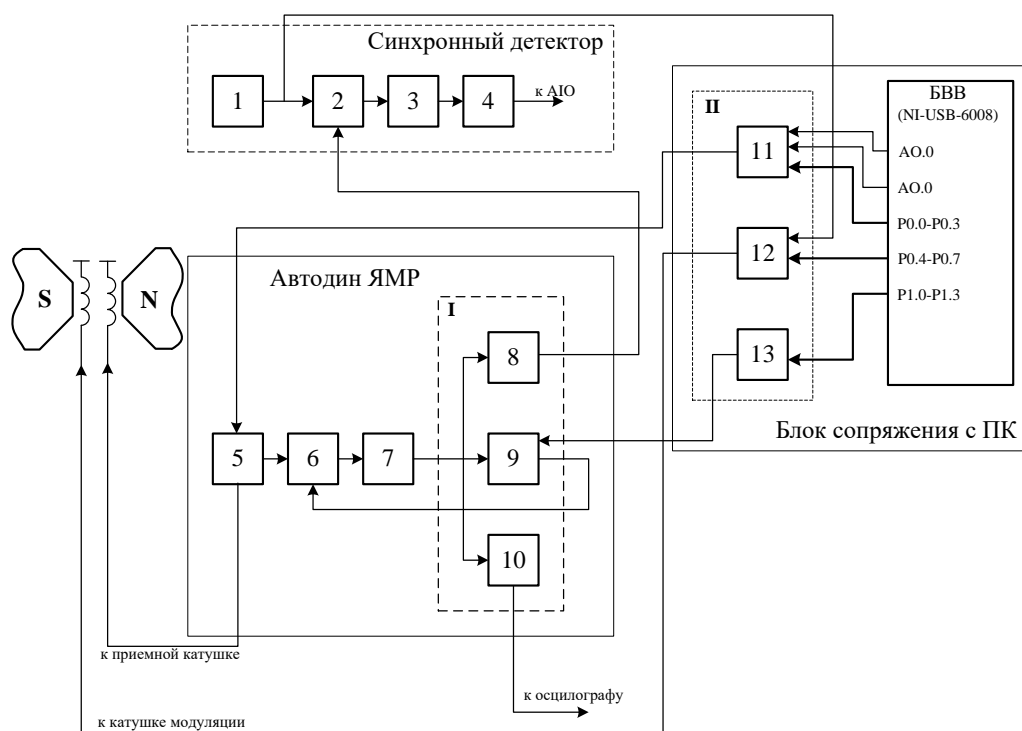 Синхронный детектор
1
2
3
4
к AIO
II
БВВ
(NI-USB-6008)
11
AO.0
AO.0
P0.0-P0.3
12
P0.4-P0.7
P1.0-P1.3
13
Блок сопряжения с ПК
S
N
Автодин ЯМР
I
8
5
6
7
9
10
к приемной катушке
к осцилографу
к катушке модуляции